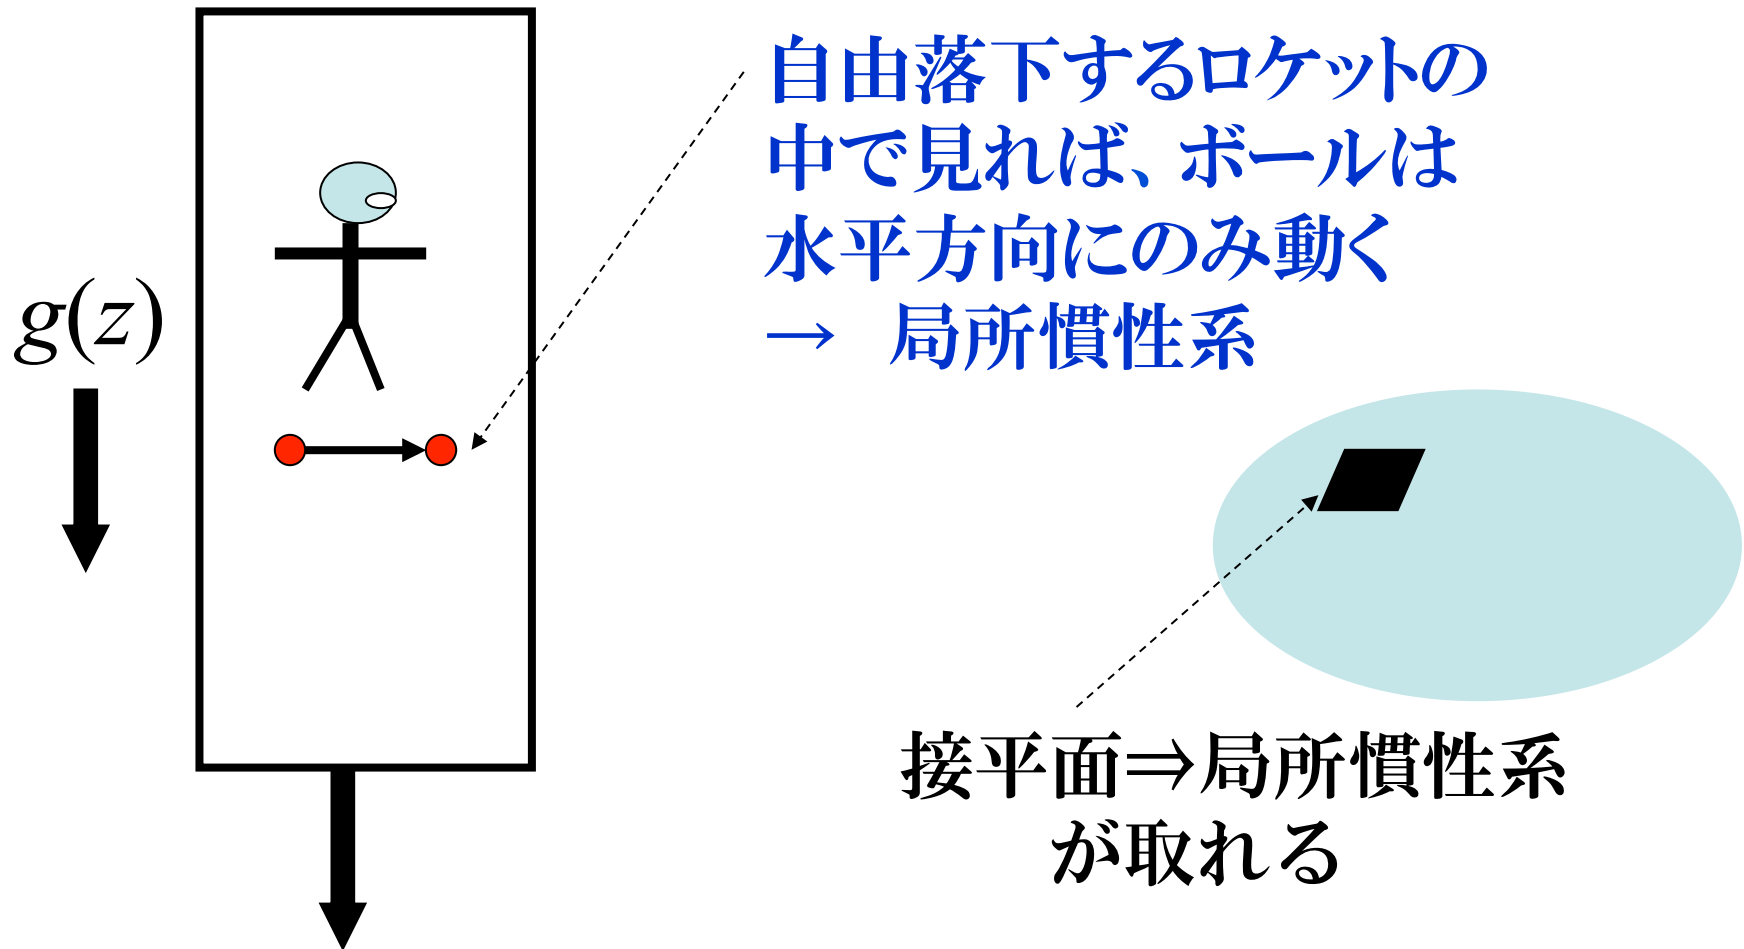 自由落下するロケットの
中で見れば、ボールは
水平方向にのみ動く
→ 局所慣性系
g(z)
接平面⇒局所慣性系
が取れる